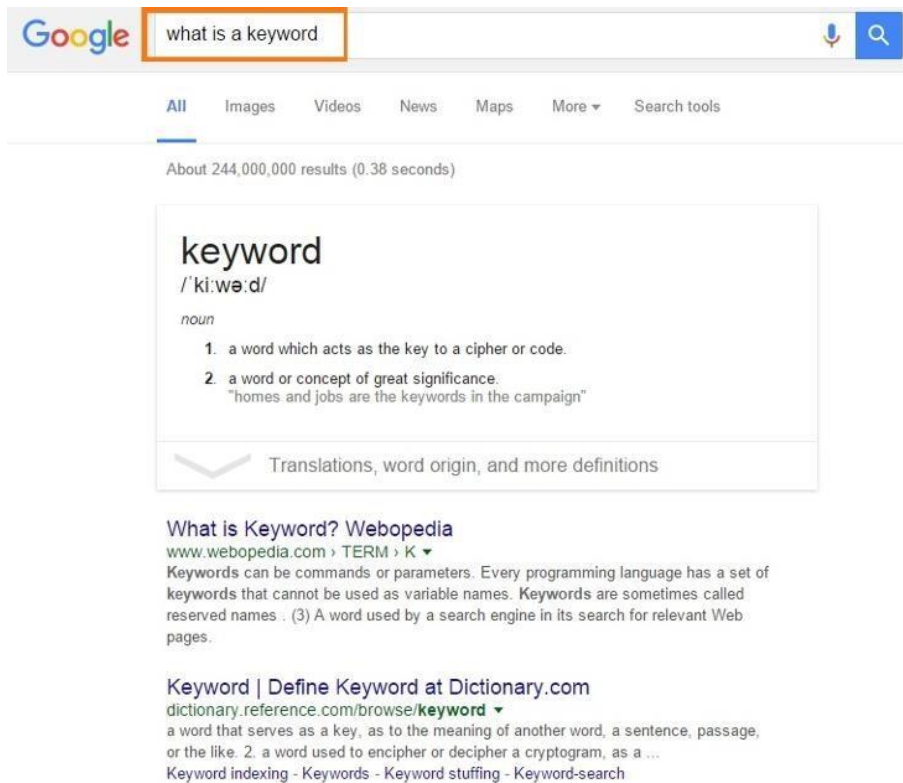 Google what is a keyword
All Images Videos News Maps More ▾ Search tools
About 244,000,000 results (0.38 seconds)
keyword
/ˈkiːwəːd/
noun
1. a word which acts as the key to a cipher or code.
2. a word or concept of great significance.
"homes and jobs are the keywords in the campaign"
Translations, word origin, and more definitions
What is Keyword? Webopedia
www.webopedia.com › TERM › K ▾
Keywords can be commands or parameters. Every programming language has a set of
keywords that cannot be used as variable names. Keywords are sometimes called
reserved names . (3) A word used by a search engine in its search for relevant Web
pages.
Keyword | Define Keyword at Dictionary.com
dictionary.reference.com/browse/keyword ▾
a word that serves as a key, as to the meaning of another word, a sentence, passage,
or the like. 2. a word used to encipher or decipher a cryptogram, as a ...
Keyword indexing - Keywords - Keyword stuffing - Keyword-search